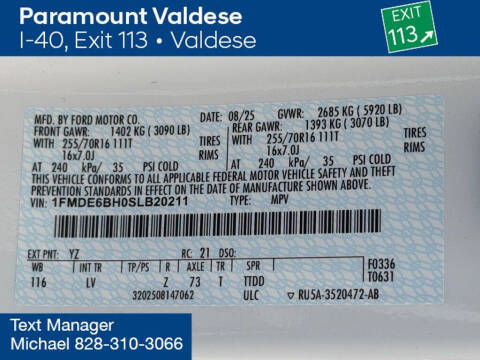 Paramount Valdese
I-40, Exit 113 • Valdese
EXIT
113
MFD. BY FORD MOTOR CO.
DATE: 08/25 GVWR: 2685 KG ( 5920 LB)
FRONT GAWR: 1402 KG ( 3090 LB) REAR GAWR: 1393 KG ( 3070 LB)
WITH 255/70R16 111T TIRES WITH 255/70R16 111T TIRES
16x7.0J RIMS 16x7.0J RIMS
AT 240 kPa/ 35 PSI COLD AT 240 kPa/ 35 PSI COLD
THIS VEHICLE CONFORMS TO ALL APPLICABLE FEDERAL MOTOR VEHICLE SAFETY AND THEFT
PREVENTION STANDARDS IN EFFECT ON THE DATE OF MANUFACTURE SHOWN ABOVE.
VIN: 1FMDE6BH0SLB20211 TYPE: MPV
EXT PNT: YZ RC: 21 DSO: F0336
WB INT TR TP/PS R AXLE TR SPR T0631
116 LV Z 73 T TTDD
3202508147062 ULC RU5A-3520472-AB
Text Manager
Michael 828-310-3066